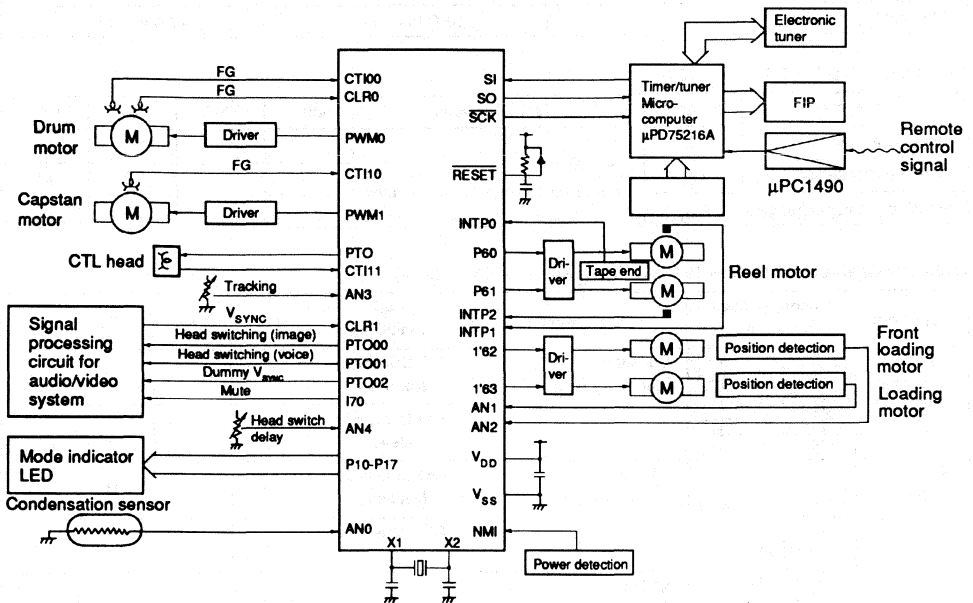 Electronic
tuner
FG
CTI00
SI
Timer/tuner
Micro-
computer
µPD75216A
FG
CLR0
SO
FIP
SCK
Drum
motor
M
Driver
PWM0
Remote
control
signal
FG
CTI10
RESET
µPC1490
Capstan
motor
M
Driver
PWM1
INTP0
PTO
P60
Dri-
ver
M
CTL head
CTI11
Tape end
Reel motor
Tracking
AN3
P61
M
VSYNC
INTP2
Signal
processing
circuit for
audio/video
system
CLR1
INTP1
Head switching (image)
PTO00
Head switching (voice)
PTO01
1'62
Dri-
ver
M
Position detection
Front
loading
motor
Dummy VSYNC
PTO02
Mute
I70
1'63
M
Position detection
Loading
motor
AN1
Head switch
delay
AN4
AN2
Mode indicator
LED
P10-P17
VDD
VSS
Condensation sensor
AN0
NMI
X1
X2
Power detection